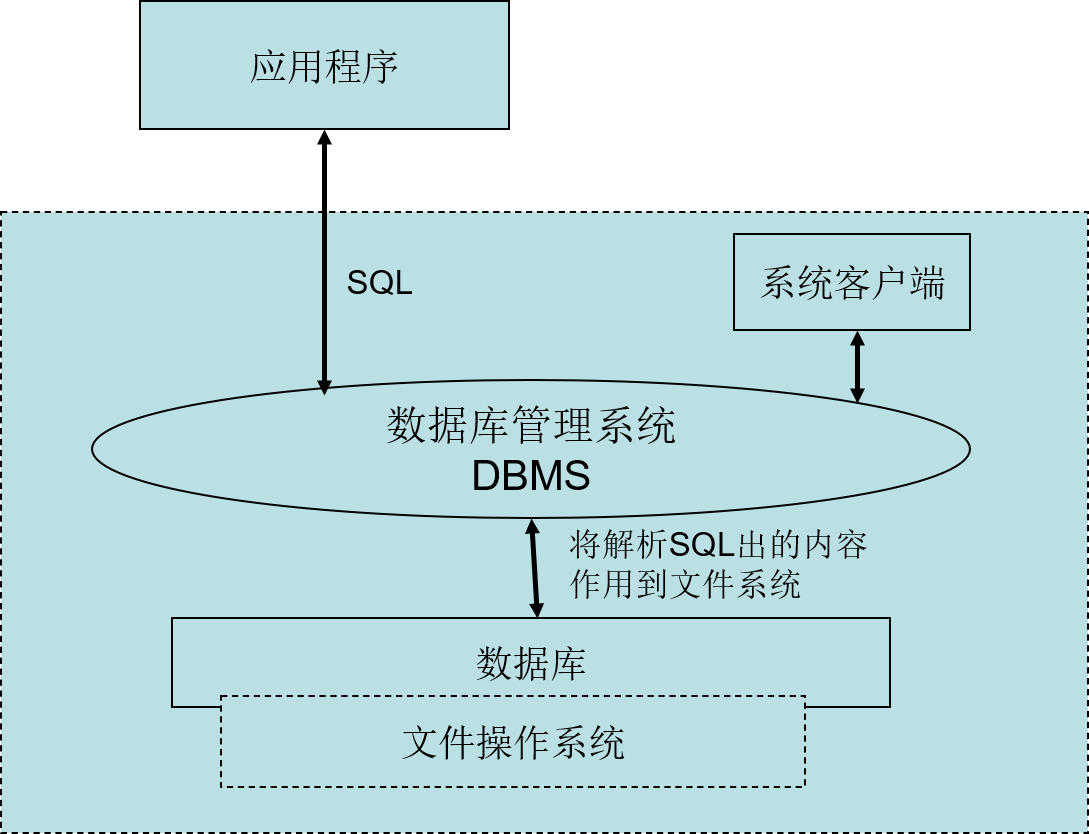 应用程序
SQL
系统客户端
数据库管理系统
DBMS
将解析SQL出的内容
作用到文件系统
数据库
文件操作系统